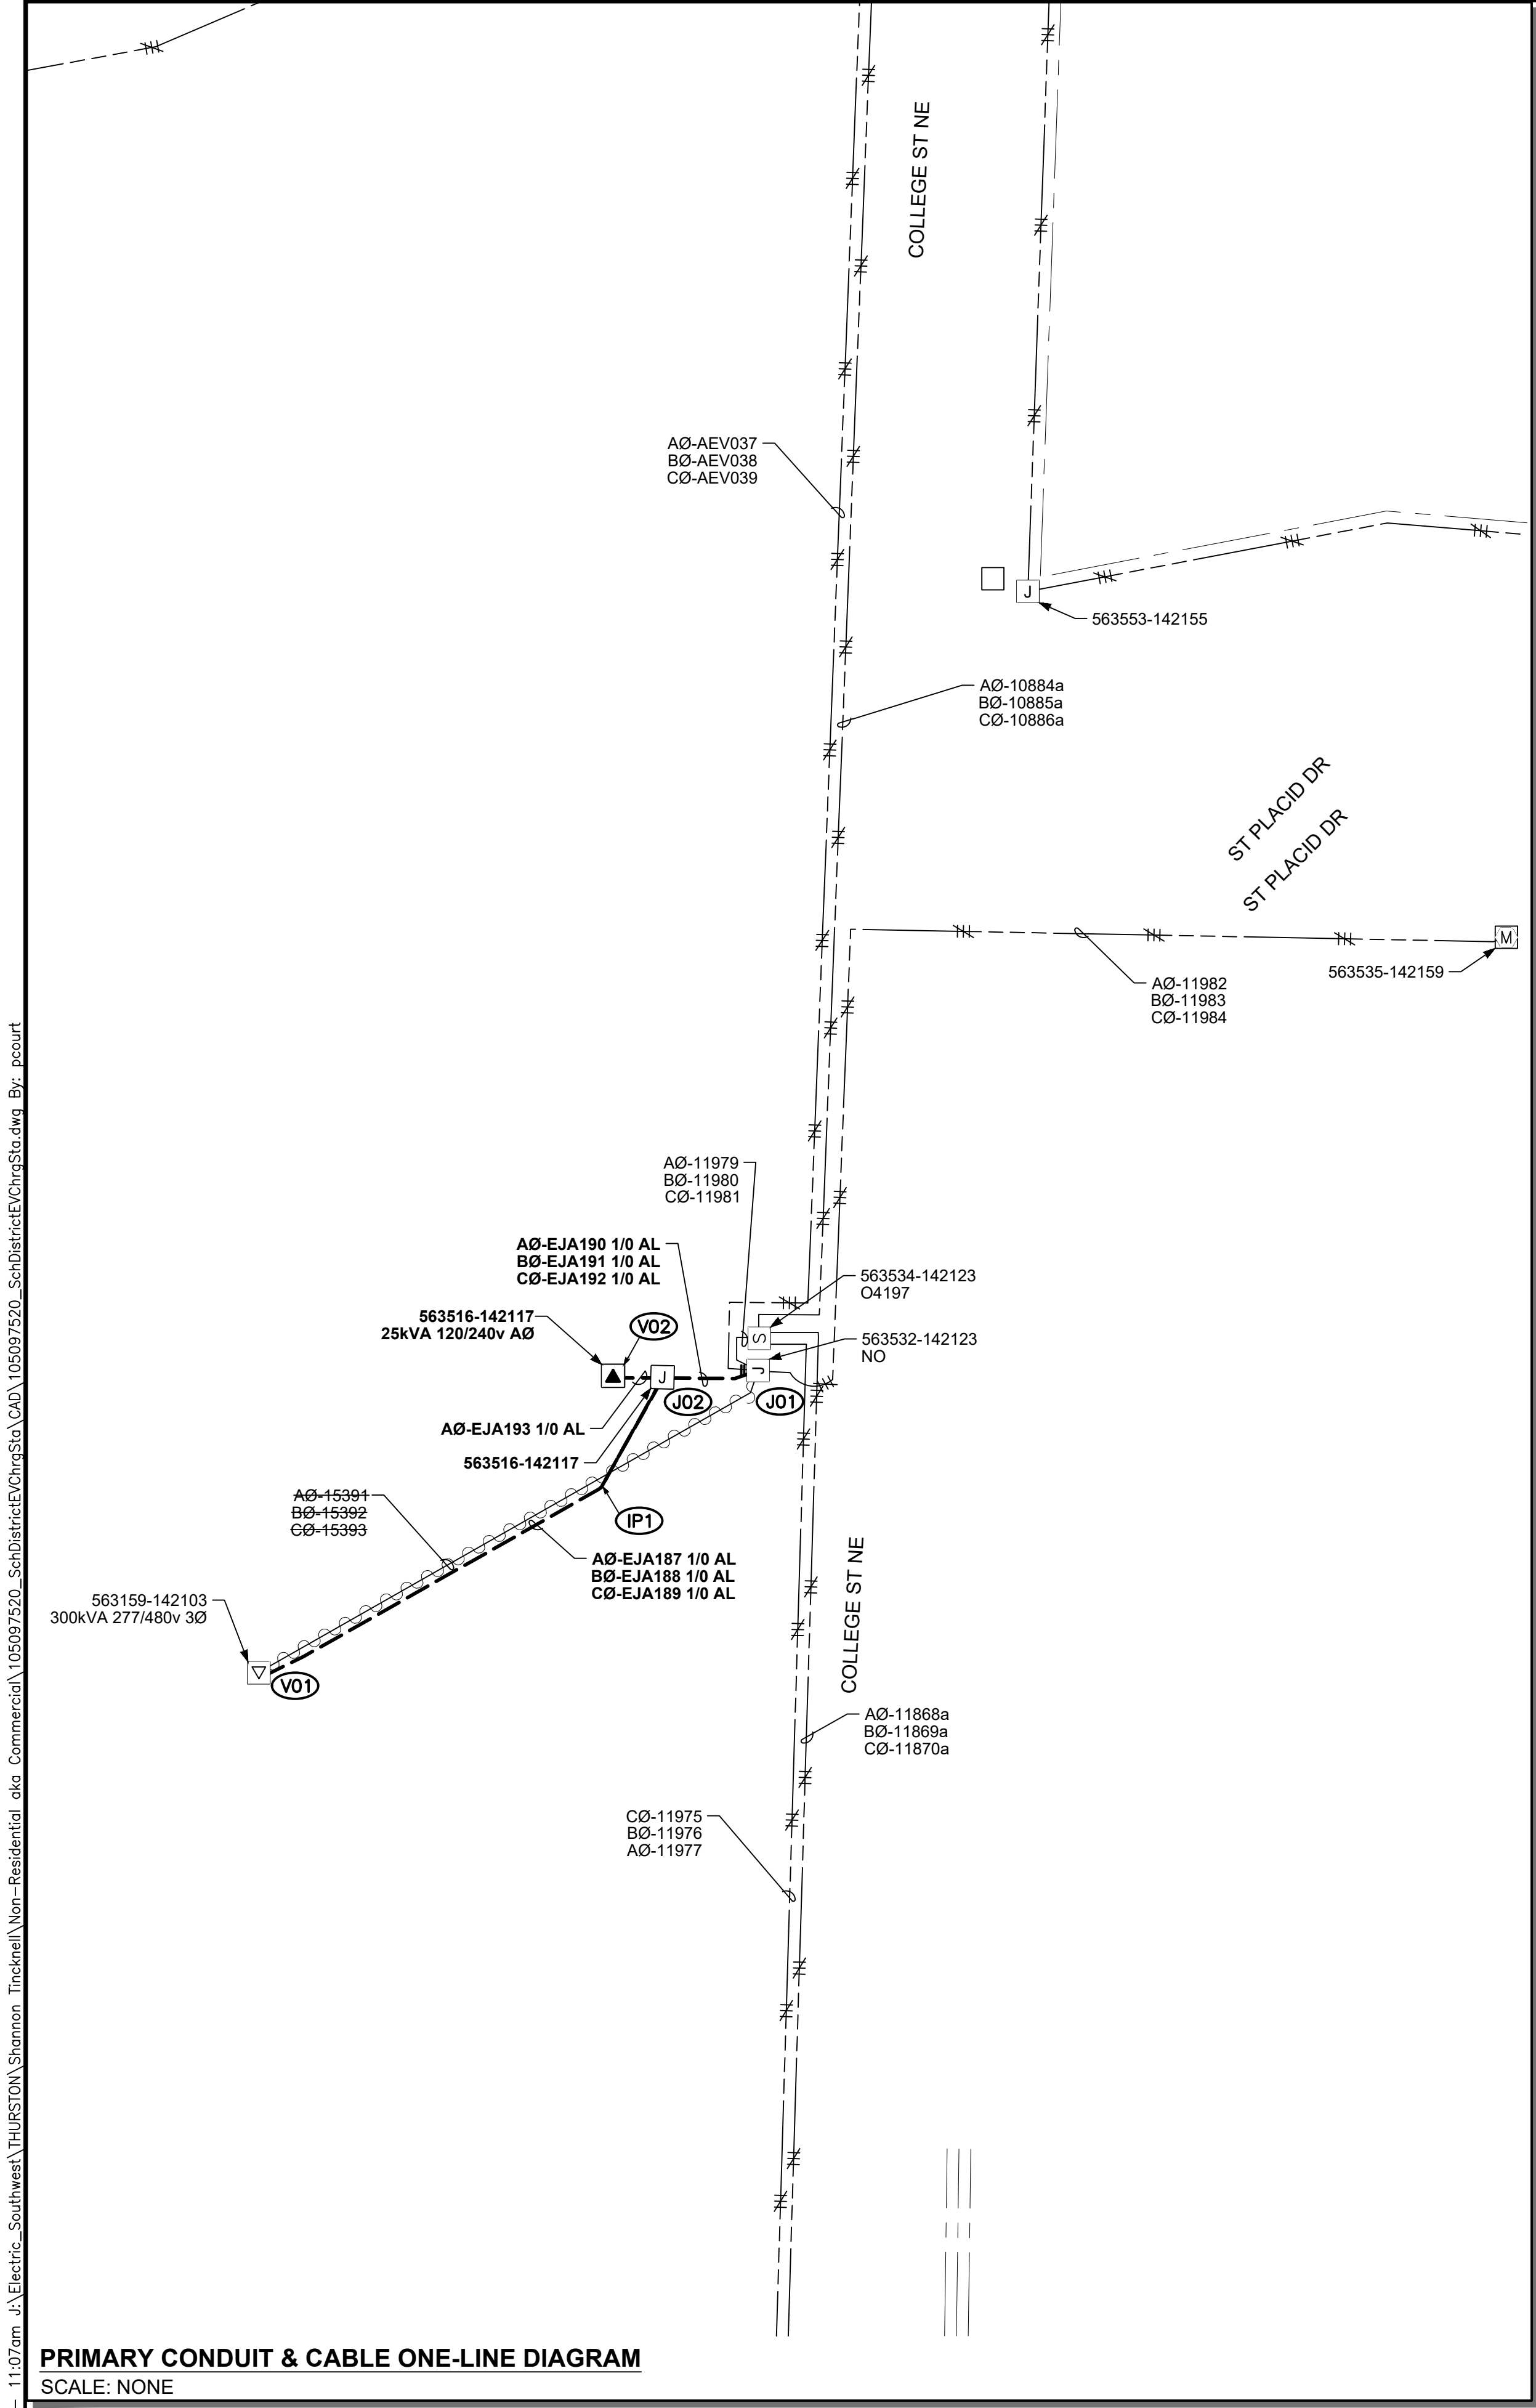 COLLEGE ST NE
AØ-AEV037
BØ-AEV038
CØ-AEV039
J
563553-142155
AØ-10884a
BØ-10885a
CØ-10886a
ST PLACID DR
ST PLACID DR
M
563535-142159
AØ-11982
BØ-11983
CØ-11984
AØ-11979
BØ-11980
CØ-11981
AØ-EJA190 1/0 AL
BØ-EJA191 1/0 AL
CØ-EJA192 1/0 AL
563534-142123
O4197
563516-142117
25kVA 120/240v AØ
V02
S
563532-142123
NO
J
J
J02
J01
AØ-EJA193 1/0 AL
563516-142117
AØ-15391
BØ-15392
CØ-15393
IP1
AØ-EJA187 1/0 AL
BØ-EJA188 1/0 AL
CØ-EJA189 1/0 AL
563159-142103
300kVA 277/480v 3Ø
V01
COLLEGE ST NE
AØ-11868a
BØ-11869a
CØ-11870a
CØ-11975
BØ-11976
AØ-11977
PRIMARY CONDUIT & CABLE ONE-LINE DIAGRAM
SCALE: NONE
- 11:07am J:\Electric_Southwest\THURSTON\Shannon Tincknell\Non-Residential aka Commercial\105097520_SchDistrictEVChrgSta\CAD\105097520_SchDistrictEVChrgSta.dwg By: pcourt